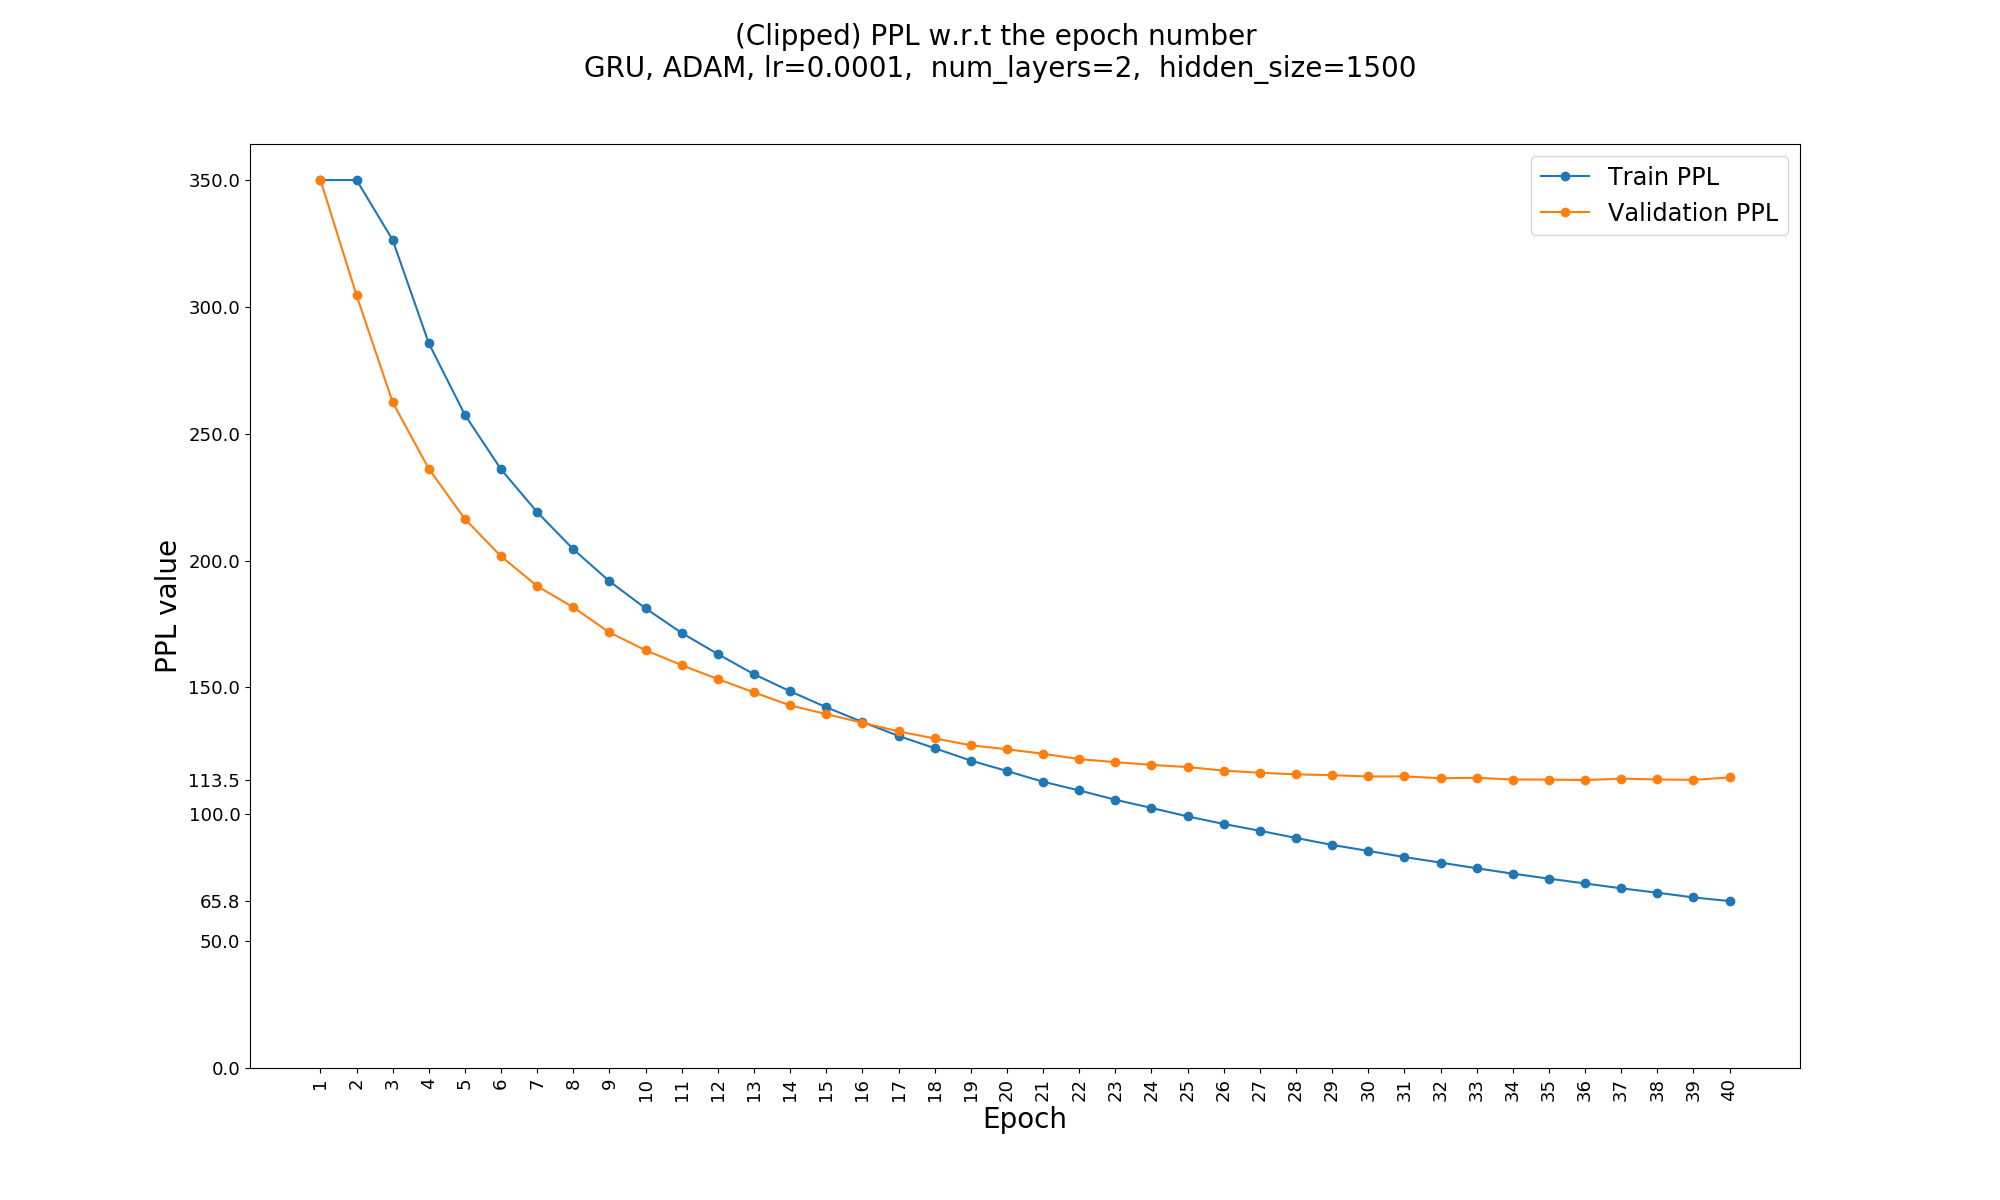 (Clipped) PPL w.r.t the epoch number
GRU, ADAM, lr=0.0001,  num_layers=2,  hidden_size=1500
Train PPL
Validation PPL
PPL value
350.0
300.0
250.0
200.0
150.0
113.5
100.0
65.8
50.0
0.0
1 2 3 4 5 6 7 8 9 10 11 12 13 14 15 16 17 18 19 20 21 22 23 24 25 26 27 28 29 30 31 32 33 34 35 36 37 38 39 40
Epoch